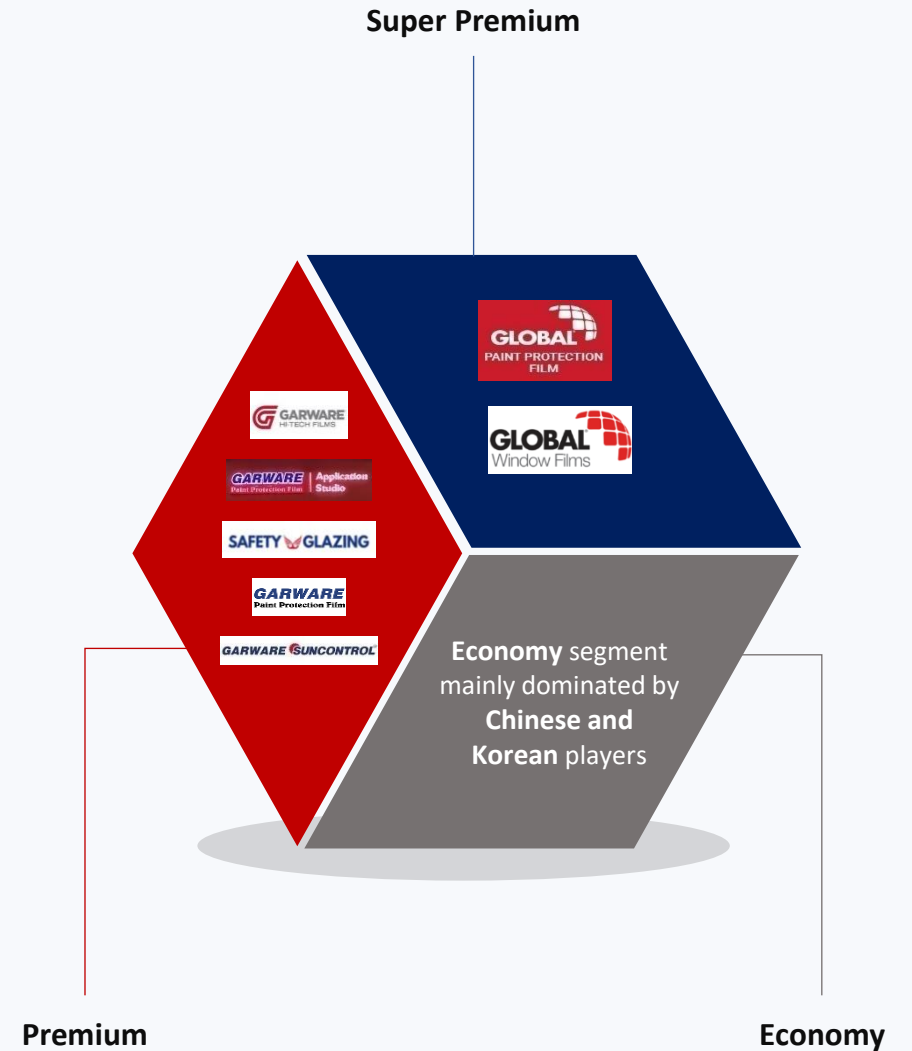 Super Premium
GLOBAL
PAINT PROTECTION
FILM
GLOBAL
Window Films
GARWARE
HI-TECH FILMS
GARWARE
Paint Protection Film
Application
Studio
SAFETY GLAZING
GARWARE
Paint Protection Film
GARWARE SUNCONTROL
Economy segment
mainly dominated by
Chinese and
Korean players
Premium
Economy